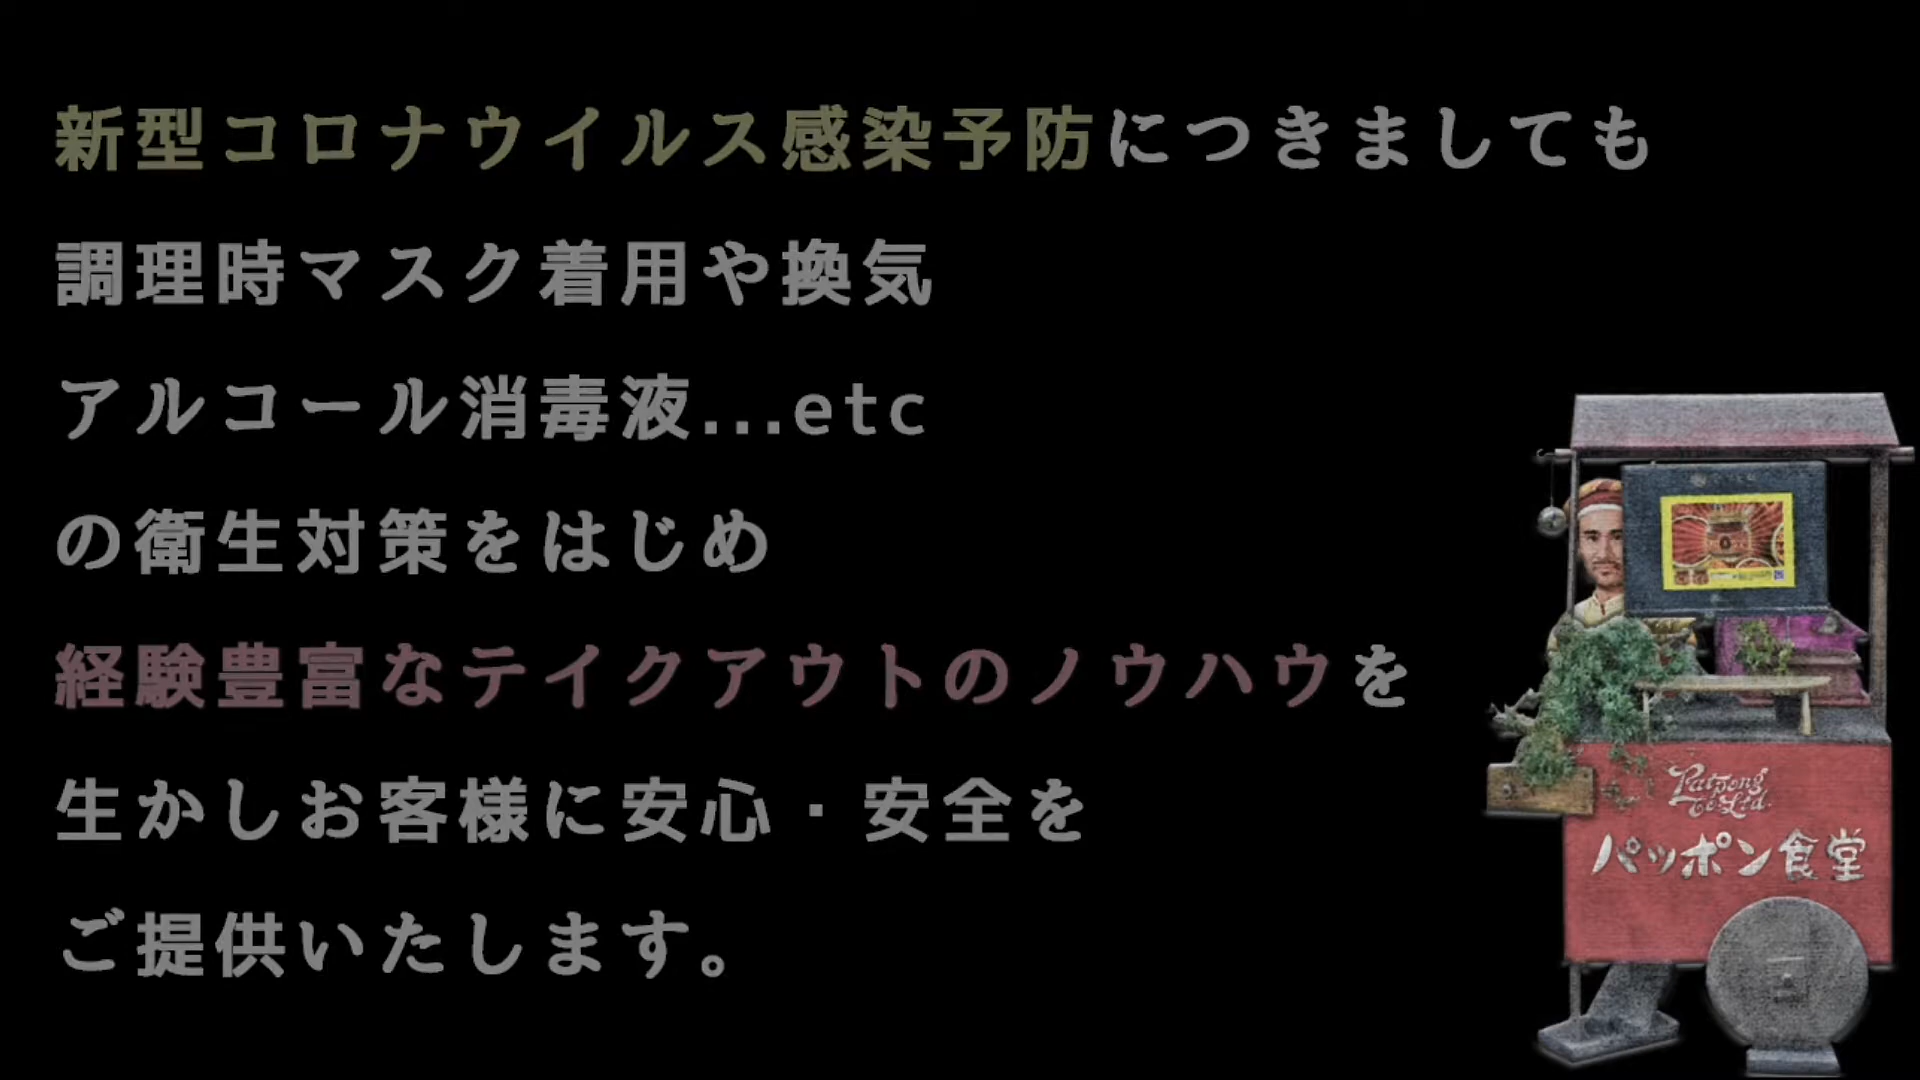 新型コロナウイルス感染予防につきましても
調理時マスク着用や換気
アルコール消毒液...etc
の衛生対策をはじめ
経験豊富なテイクアウトのノウハウを
生かしお客様に安心・安全を
ご提供いたします。
Patpong
Co Ltd.
パッポン食堂